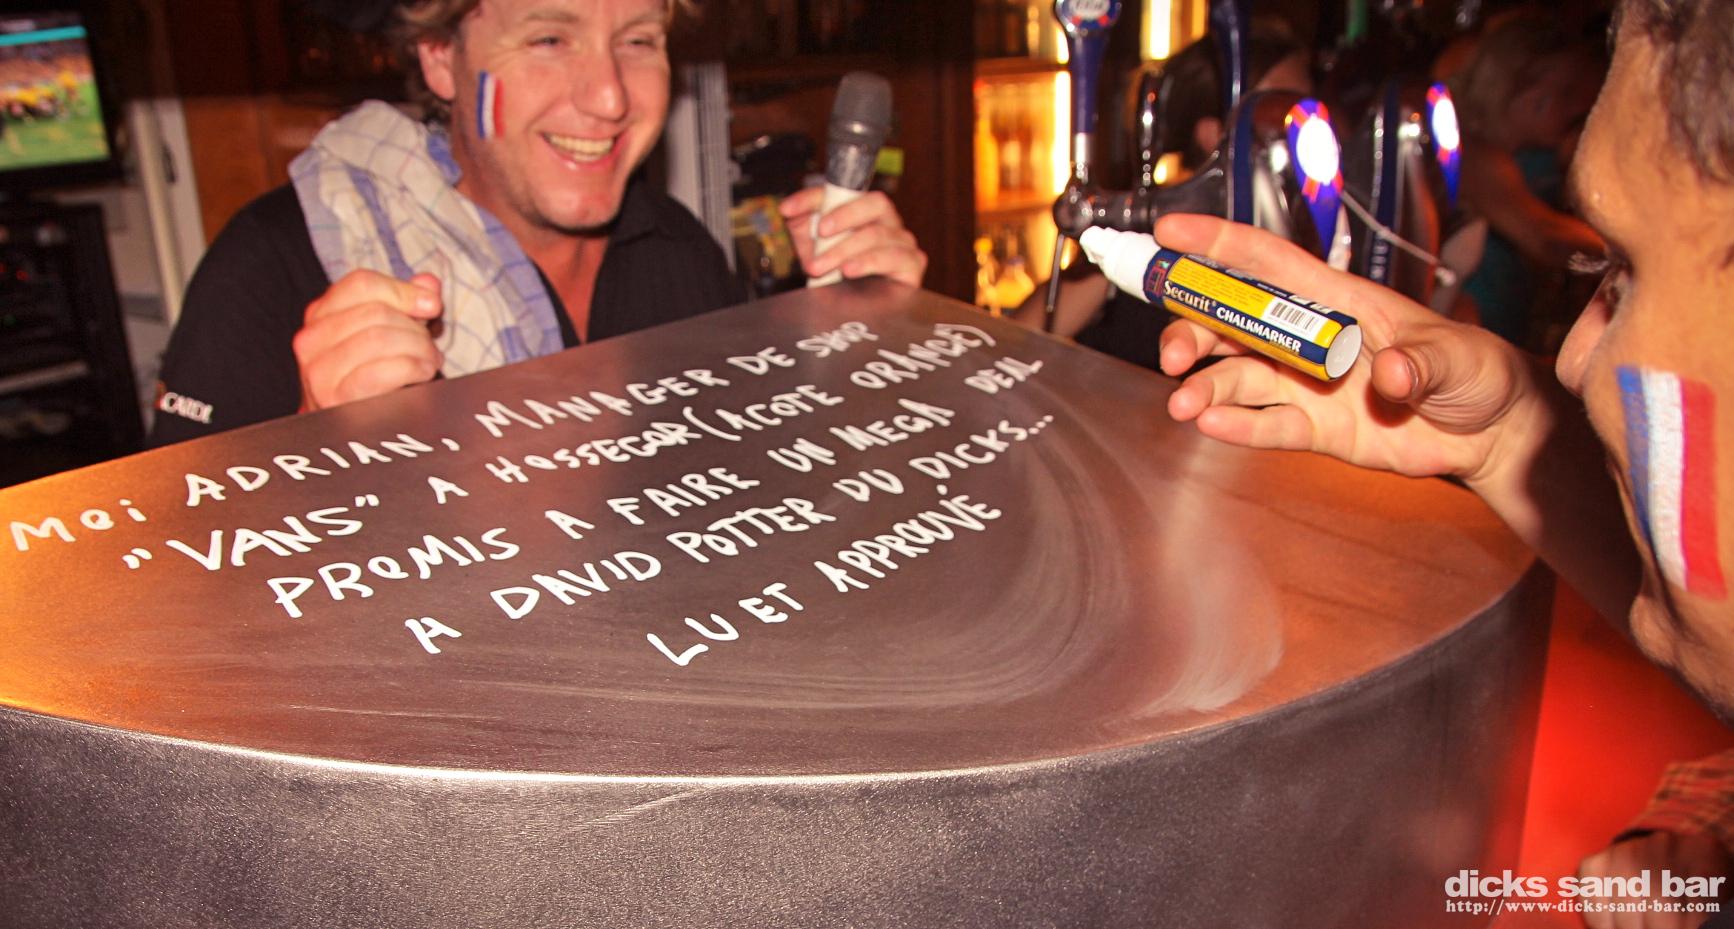 Moi ADRIAN, MANAGER DE SHOP
"VANS" A HOSSEGOR (ACOTE ORANGE)
PROMIS A FAIRE UN MEGA DEAL
A DAVID POTTER DU DICKS...
LU ET APPROUVÉ
Securit®
CHALKMARKER
CARDI
dicks sand bar
http://www-dicks-sand-bar.com